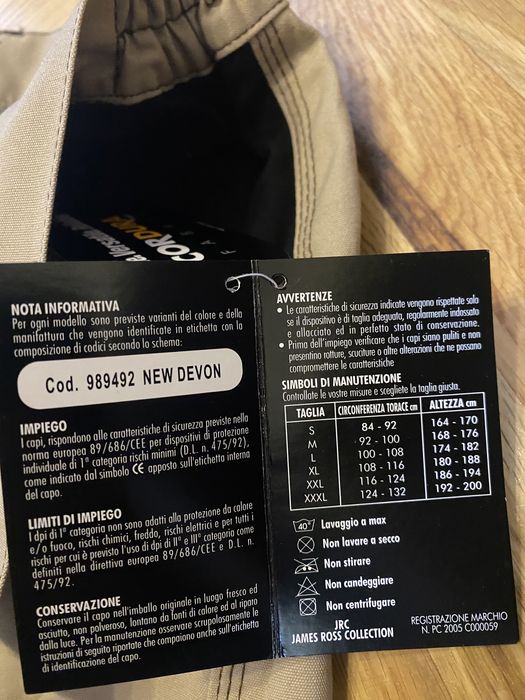 a Versatile
CORDURA
FA
NOTA INFORMATIVA
Per ogni modello sono previste varianti del colore e della
manifattura che vengono identificate in etichetta con la
composizione di codici secondo lo schema:
Cod. 989492 NEW DEVON
IMPIEGO
I capi, rispondono alle caratteristiche di sicurezza previste nella
norma europea 89/686/CEE per dispositivi di protezione
individuale di 1ª categoria rischi minimi (D.L. n. 475/92),
come indicato dal simbolo CE apposto sull'etichetta interna
del capo.
LIMITI DI IMPIEGO
I dpi di 1ª categoria non sono adatti alla protezione da calore
e/o fuoco, rischi chimici, freddo, rischi elettrici e per tutti i
rischi per cui è previsto l'uso di dpi di IIª e IIIª categoria come
definiti nella direttiva europea 89/686/CEE e D.L. n.
475/92.
CONSERVAZIONE
Conservare il capo nell'imballo originale in luogo fresco ed
asciutto, non polveroso, lontano da fonti di calore ed al riparo
dalla luce. Per la manutenzione osservare scrupolosamente le
istruzioni di seguito riportate che compaiono anche sull'etichetta
di identificazione del capo.
AVVERTENZE
• Le caratteristiche di sicurezza indicate vengono rispettate solo
se il dispositivo è di taglia adeguata, regolarmente indossato
e allacciato ed in perfetto stato di conservazione.
• Prima dell'impiego verificare che i capi siano puliti e non
presentino rotture, scuciture o altre alterazioni che ne possano
compromettere le caratteristiche
SIMBOLI DI MANUTENZIONE
Controllate le vostre misure e scegliete la taglia giusta.
TAGLIA CIRCONFERENZA TORACE cm ALTEZZA cm
S 84 - 92 164 - 170
M 92 - 100 168 - 176
L 100 - 108 174 - 182
XL 108 - 116 180 - 188
XXL 116 - 124 186 - 194
XXXL 124 - 132 192 - 200
40° Lavaggio a max
Non lavare a secco
Non stirare
Non candeggiare
Non centrifugare
JRC
JAMES ROSS COLLECTION
REGISTRAZIONE MARCHIO
N. PC 2005 C000059